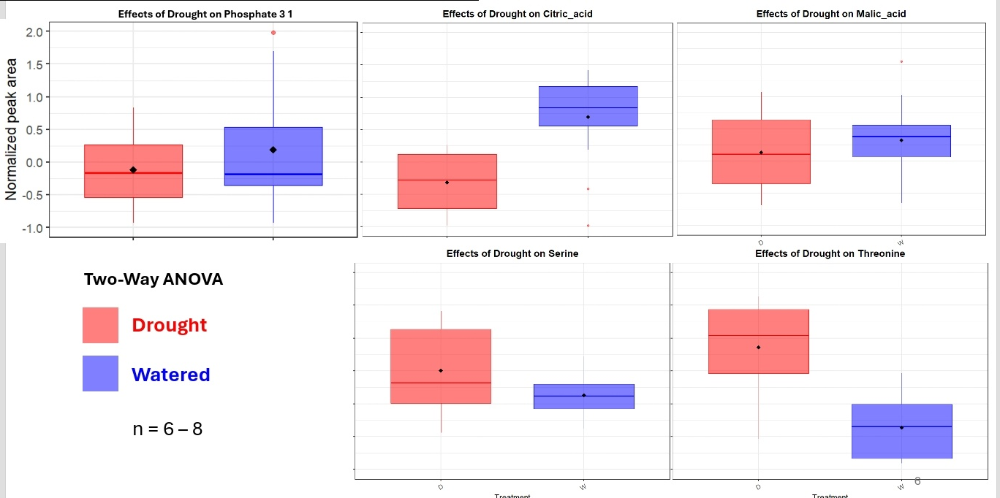 Effects of Drought on Phosphate 3 1
Effects of Drought on Citric_acid
Effects of Drought on Malic_acid
Normalized peak area
2.0
1.5
1.0
0.5
0.0
-0.5
-1.0
D
W
Effects of Drought on Serine
Effects of Drought on Threonine
Two-Way ANOVA
Drought
Watered
n = 6 – 8
D
W
D
W
6
Treatment
Treatment